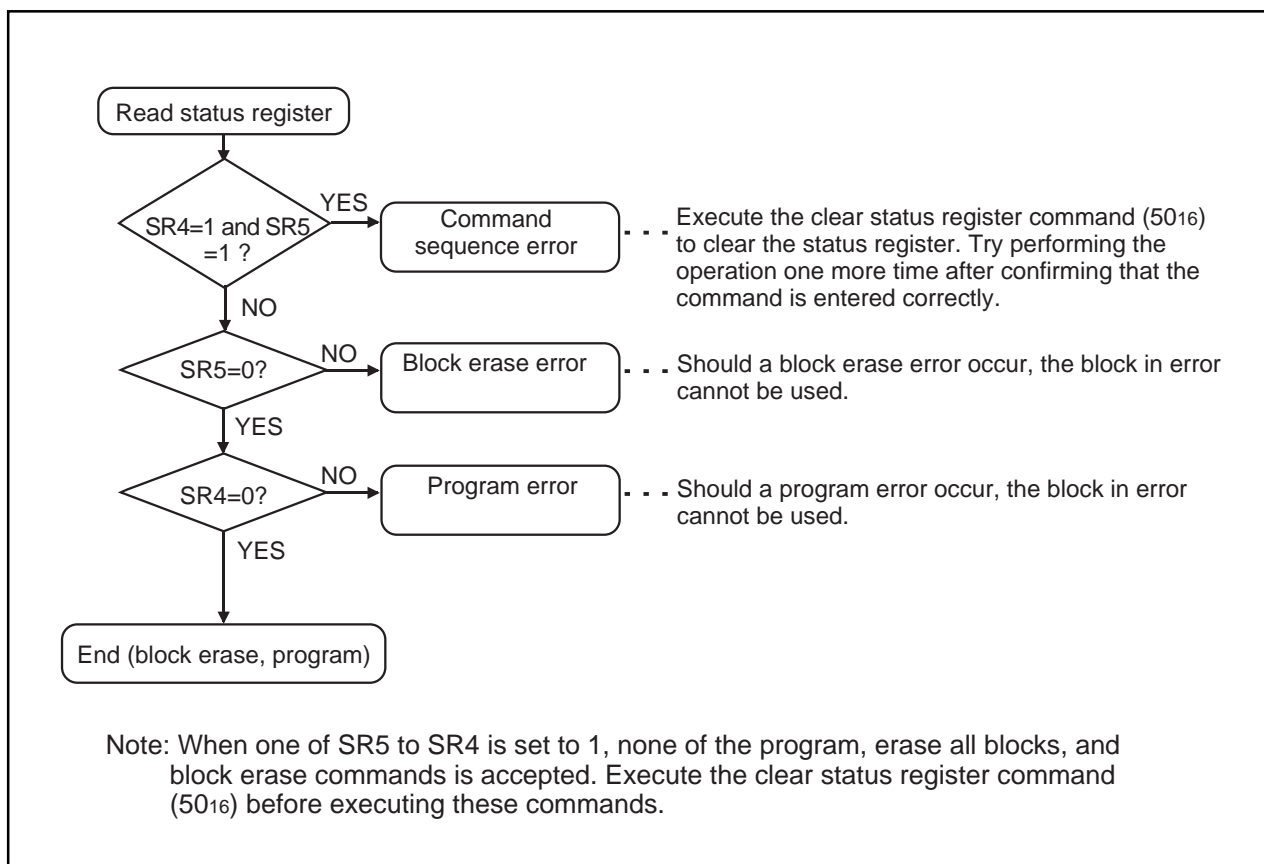 Read status register
YES
SR4=1 and SR5
=1 ?
Command
sequence error
Execute the clear status register command (5016)
to clear the status register. Try performing the
operation one more time after confirming that the
command is entered correctly.
NO
SR5=0?
NO
Block erase error
Should a block erase error occur, the block in error
cannot be used.
YES
SR4=0?
NO
Program error
Should a program error occur, the block in error
cannot be used.
YES
End (block erase, program)
Note: When one of SR5 to SR4 is set to 1, none of the program, erase all blocks, and
block erase commands is accepted. Execute the clear status register command
(5016) before executing these commands.